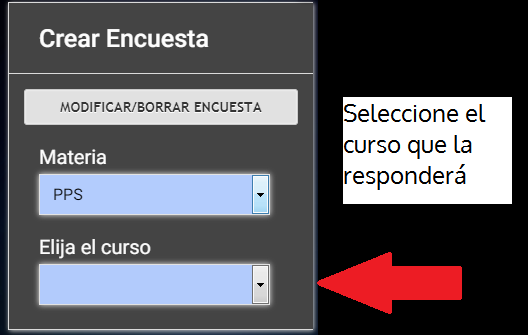 Crear Encuesta
MODIFICAR/BORRAR ENCUESTA
Materia
PPS
Elija el curso
Seleccione el
curso que la
responderá